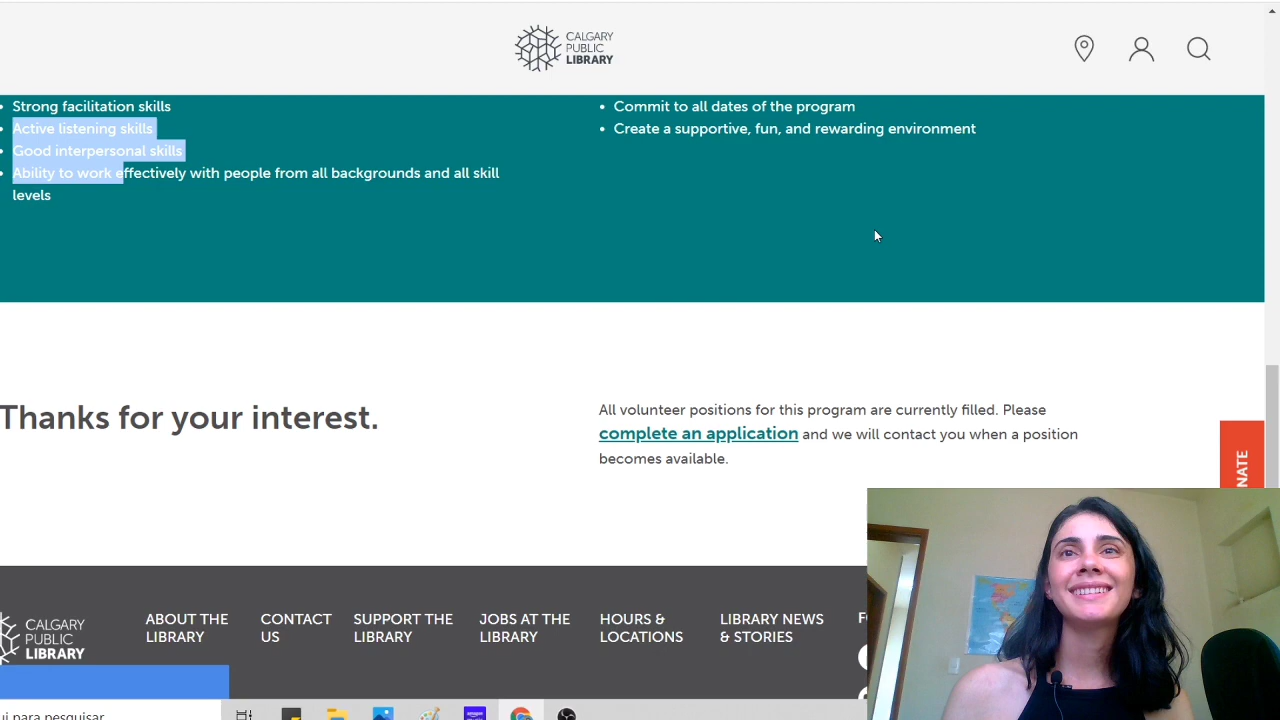 CALGARY
PUBLIC
LIBRARY
Strong facilitation skills
Active listening skills
Good interpersonal skills
Ability to work effectively with people from all backgrounds and all skill
levels
Commit to all dates of the program
Create a supportive, fun, and rewarding environment
Thanks for your interest.
All volunteer positions for this program are currently filled. Please
complete an application and we will contact you when a position
becomes available.
NATE
CALGARY
PUBLIC
LIBRARY
ABOUT THE
LIBRARY
CONTACT
US
SUPPORT THE
LIBRARY
JOBS AT THE
LIBRARY
HOURS &
LOCATIONS
LIBRARY NEWS
& STORIES
ui para pesquisar